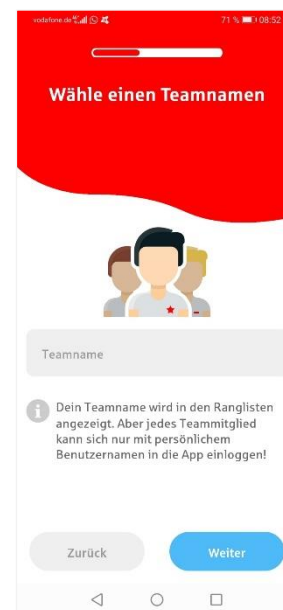 vodafone.de 71 % 08:52
Wähle einen Teamnamen
Teamname
Dein Teamname wird in den Ranglisten
angezeigt. Aber jedes Teammitglied
kann sich nur mit persönlichem
Benutzernamen in die App einloggen!
Zurück Weiter